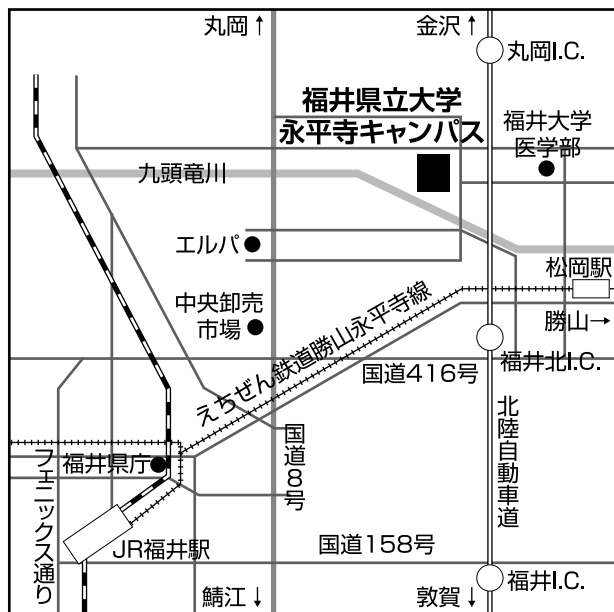 丸岡↑
金沢↑
丸岡I.C.
福井県立大学
永平寺キャンパス
福井大学
医学部
九頭竜川
エルパ
松岡駅
中央卸売
市場
勝山→
えちぜん鉄道勝山永平寺線
国道416号
福井北I.C.
北陸自動車道
国道8号
福井県庁
フェニックス通り
JR福井駅
国道158号
福井I.C.
鯖江↓
敦賀↓